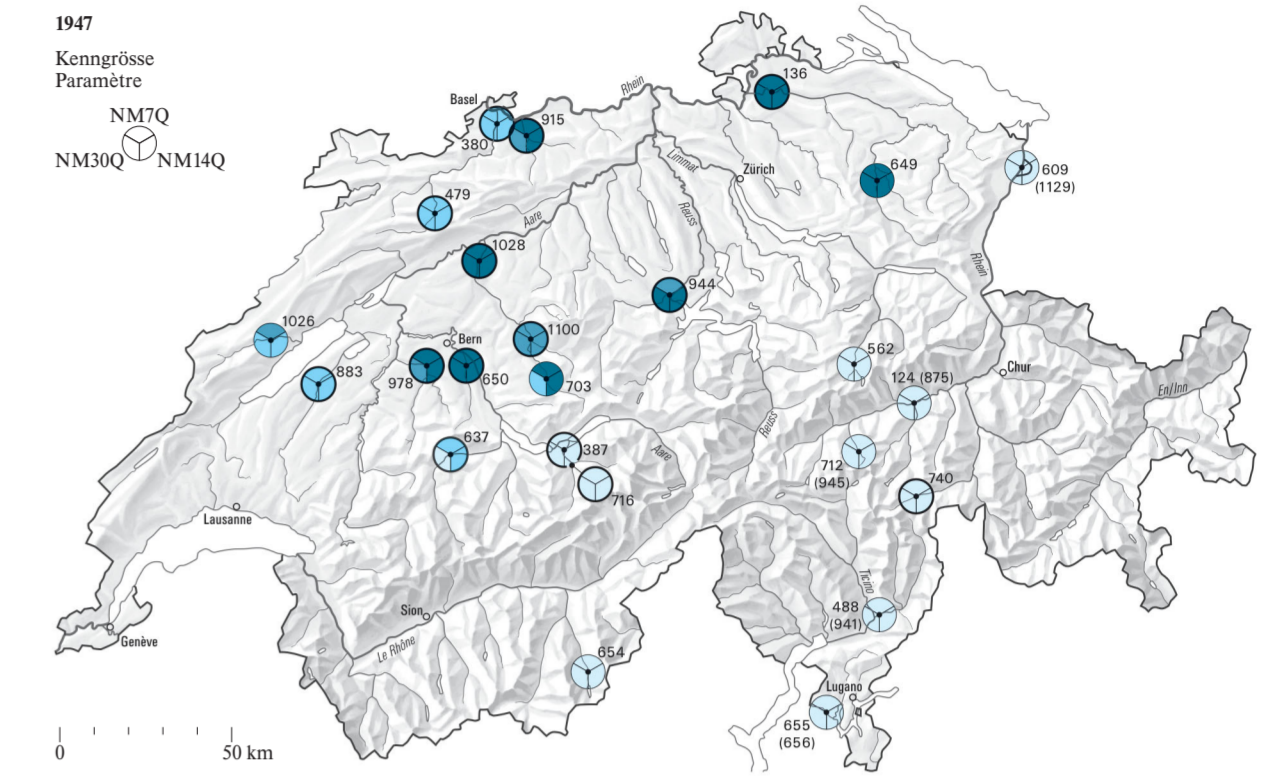 1947
Kenngrösse
Paramètre
NM7Q
NM30Q NM14Q
136
Rhein
Basel
915
380
Limmat
Zürich
649
609
(1129)
479
Aare
Reuss
1028
Rhein
944
1026
1100
Bern
562
883
978
650
703
124 (875)
Chur
En/Inn
637
387
Aare
Reuss
716
712
(945)
740
Lausanne
Ticino
Sion
488
(941)
Genève
Le Rhône
654
Lugano
655
(656)
0 50 km